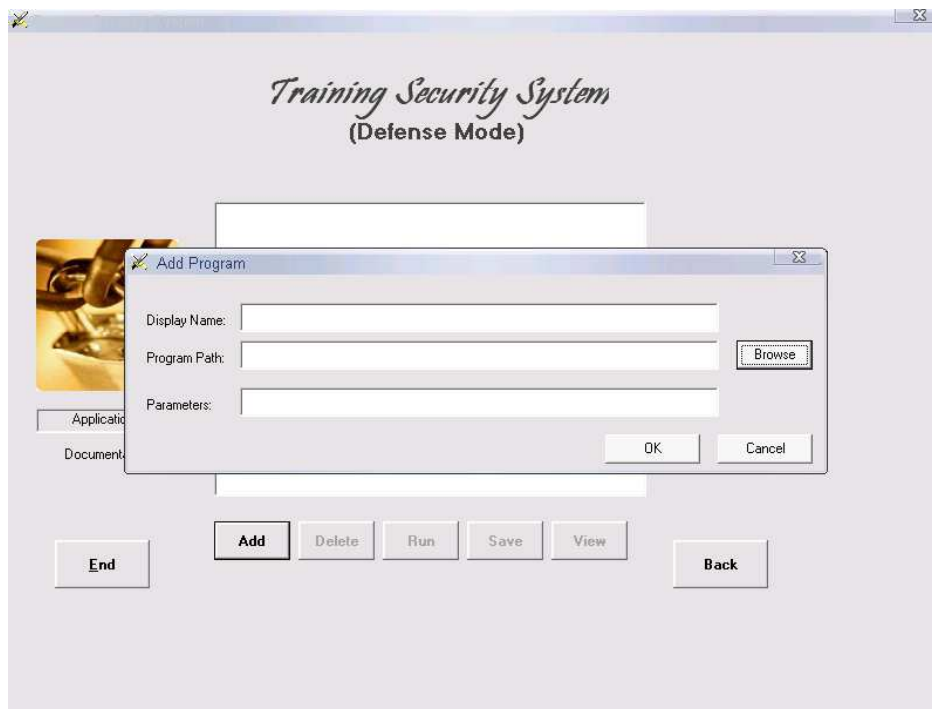 Training Security System
(Defense Mode)
Add Program
Display Name:
Program Path:
Browse
Parameters:
OK
Cancel
Add
Delete
Run
Save
View
End
Back